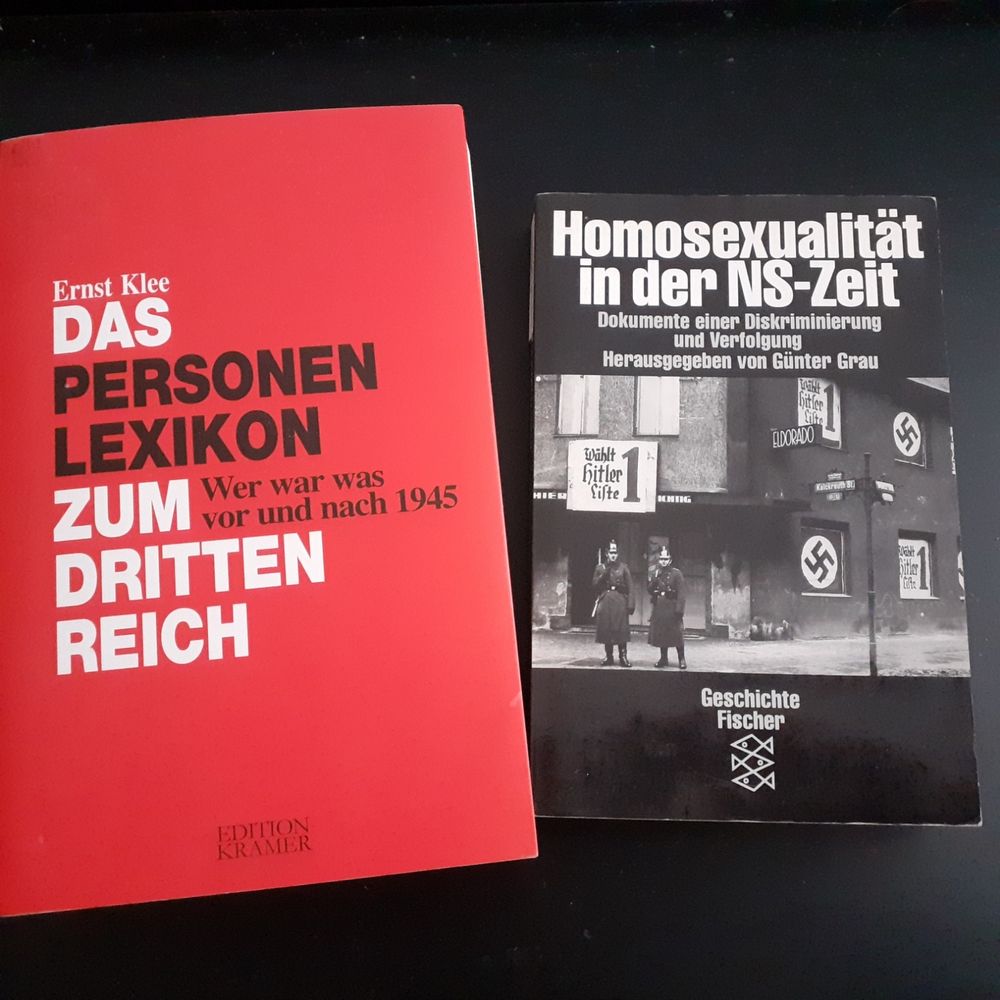 Ernst Klee
DAS
PERSONEN
LEXIKON
ZUM
Wer war was
vor und nach 1945
DRITTEN
REICH
EDITION
KRAMER
Homosexualität
in der NS-Zeit
Dokumente einer Diskriminierung
und Verfolgung
Herausgegeben von Günter Grau
Wählt
Hitler
Liste 1
ELDORADO
Wählt
Hitler
Liste 1
HIER
Wählt
Hitler
Liste 1
Geschichte
Fischer